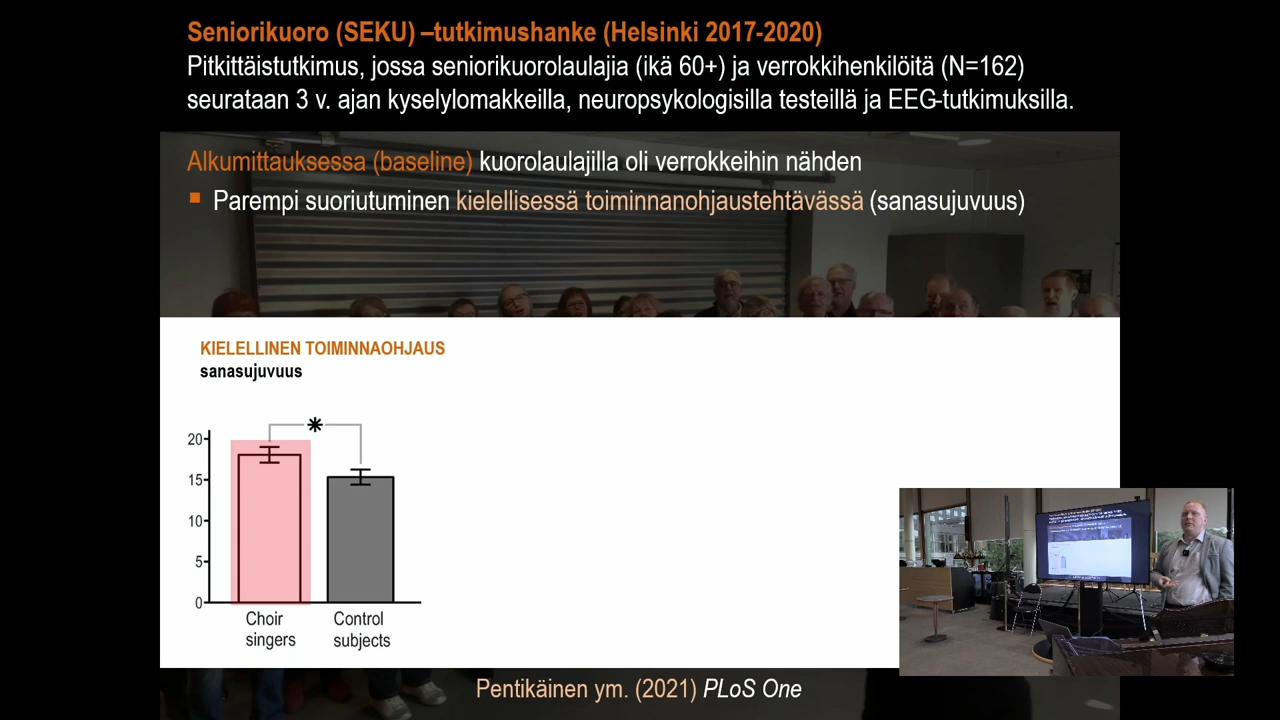 Seniorikuoro (SEKU) –tutkimushanke (Helsinki 2017-2020)
Pitkittäistutkimus, jossa seniorikuorolaulajia (ikä 60+) ja verrokkihenkilöitä (N=162)
seurataan 3 v. ajan kyselylomakkeilla, neuropsykologisilla testeillä ja EEG-tutkimuksilla.
Alkumittauksessa (baseline) kuorolaulajilla oli verrokkeihin nähden
Parempi suoriutuminen kielellisessä toiminnanohjaustehtävässä (sanasujuvuus)
KIELELLINEN TOIMINNAOHJAUS
sanasujuvuus
20
15
10
5
0
Choir singers
Control subjects
Pentikäinen ym. (2021) PLoS One